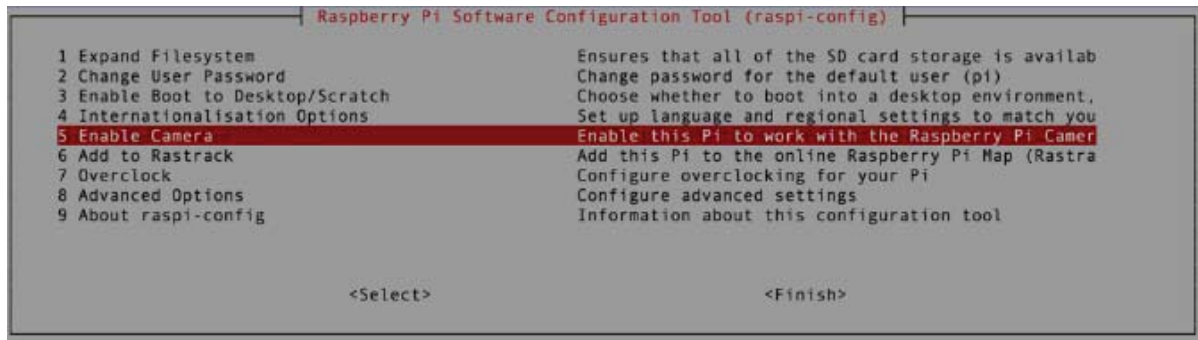 Raspberry Pi Software Configuration Tool (raspi-config)
1 Expand Filesystem Ensures that all of the SD card storage is availab
2 Change User Password Change password for the default user (pi)
3 Enable Boot to Desktop/Scratch Choose whether to boot into a desktop environment,
4 Internationalisation Options Set up language and regional settings to match you
5 Enable Camera Enable this Pi to work with the Raspberry Pi Camer
6 Add to Rastrack Add this Pi to the online Raspberry Pi Map (Rastra
7 Overclock Configure overclocking for your Pi
8 Advanced Options Configure advanced settings
9 About raspi-config Information about this configuration tool
<Select> <Finish>